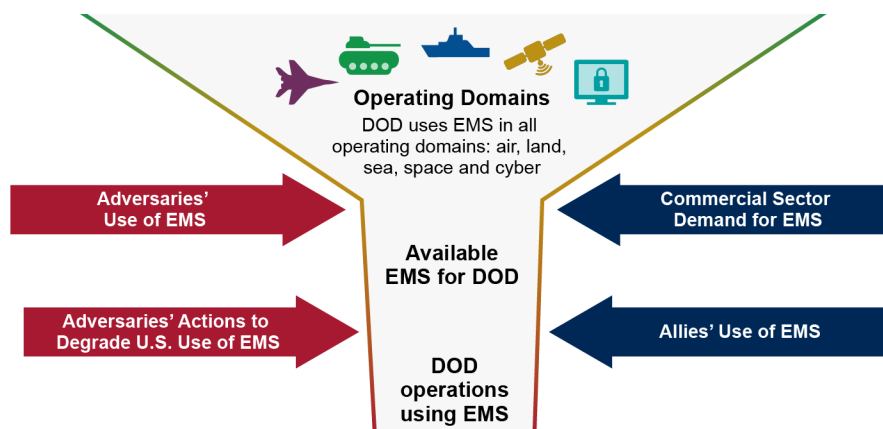 Operating Domains
DOD uses EMS in all
operating domains: air, land,
sea, space and cyber
Adversaries’
Use of EMS
Commercial Sector
Demand for EMS
Available
EMS for DOD
Adversaries’ Actions to
Degrade U.S. Use of EMS
Allies’ Use of EMS
DOD
operations
using EMS